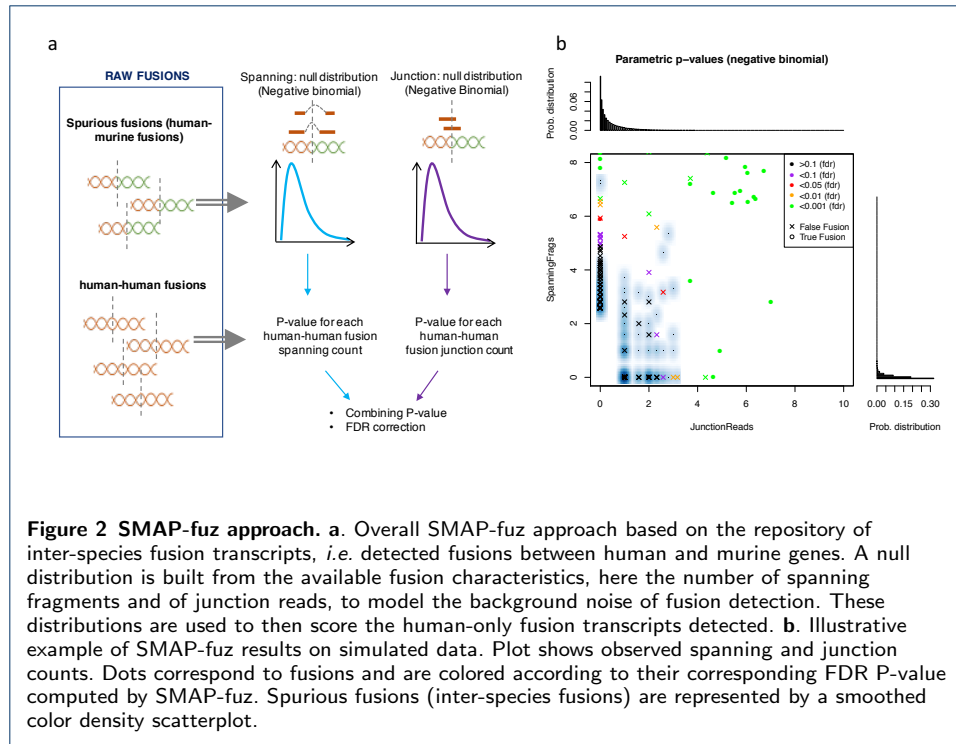 a
RAW FUSIONS
Spurious fusions (human-
murine fusions)
human-human fusions
Spanning: null distribution
(Negative binomial)
Junction: null distribution
(Negative Binomial)
P-value for each
human-human fusion
spanning count
P-value for each
human-human
fusion junction count
• Combining P-value
• FDR correction
b
Parametric p-values (negative binomial)
Prob. distribution
0.00
0.06
SpanningFrags
0
2
4
6
8
>0.1 (fdr)
<0.1 (fdr)
<0.05 (fdr)
<0.01 (fdr)
<0.001 (fdr)
False Fusion
True Fusion
0 2 4 6 8 10
JunctionReads
0.00 0.15 0.30
Prob. distribution
Figure 2 SMAP-fuz approach. a. Overall SMAP-fuz approach based on the repository of
inter-species fusion transcripts, i.e. detected fusions between human and murine genes. A null
distribution is built from the available fusion characteristics, here the number of spanning
fragments and of junction reads, to model the background noise of fusion detection. These
distributions are used to then score the human-only fusion transcripts detected. b. Illustrative
example of SMAP-fuz results on simulated data. Plot shows observed spanning and junction
counts. Dots correspond to fusions and are colored according to their corresponding FDR P-value
computed by SMAP-fuz. Spurious fusions (inter-species fusions) are represented by a smoothed
color density scatterplot.